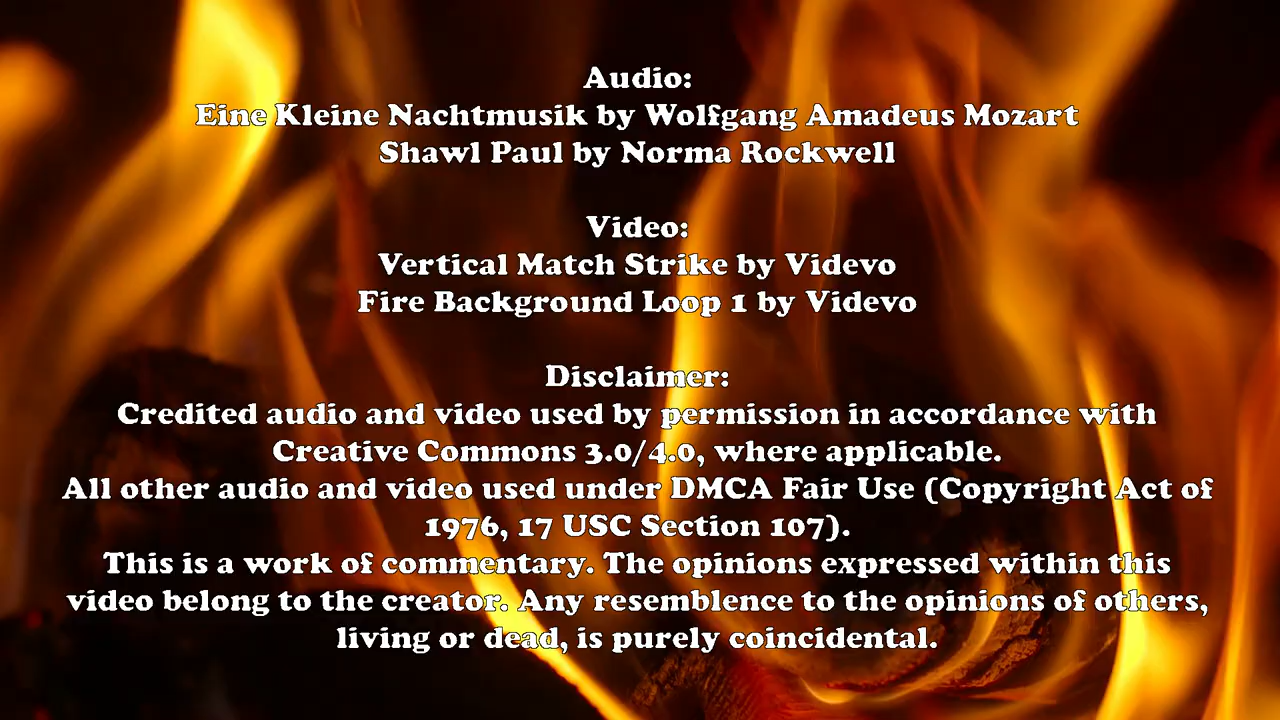 Audio:
Eine Kleine Nachtmusik by Wolfgang Amadeus Mozart
Shawl Paul by Norma Rockwell
Video:
Vertical Match Strike by Videvo
Fire Background Loop 1 by Videvo
Disclaimer:
Credited audio and video used by permission in accordance with
Creative Commons 3.0/4.0, where applicable.
All other audio and video used under DMCA Fair Use (Copyright Act of
1976, 17 USC Section 107).
This is a work of commentary. The opinions expressed within this
video belong to the creator. Any resemblence to the opinions of others,
living or dead, is purely coincidental.